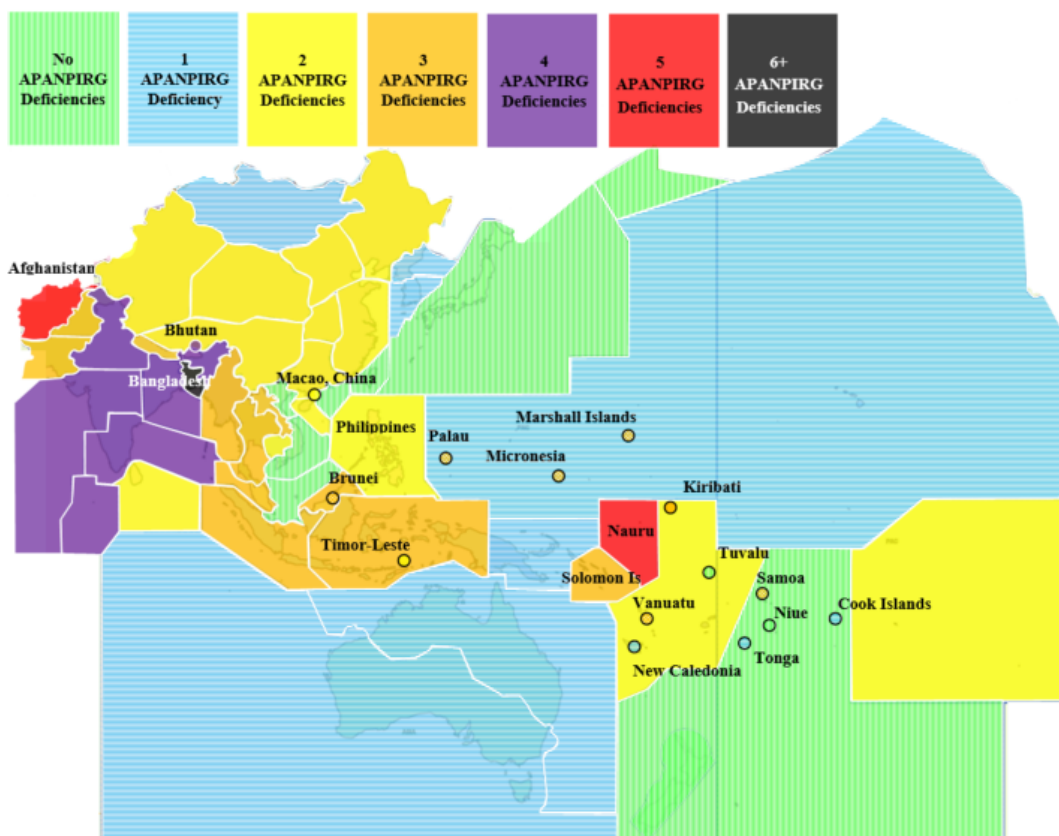 No
APANPIRG
Deficiencies
1
APANPIRG
Deficiency
2
APANPIRG
Deficiencies
3
APANPIRG
Deficiencies
4
APANPIRG
Deficiencies
5
APANPIRG
Deficiencies
6+
APANPIRG
Deficiencies
Afghanistan
Bhutan
Bangladesh
Macao, China
Philippines
Palau
Marshall Islands
Micronesia
Brunei
Kiribati
Nauru
Timor-Leste
Tuvalu
Solomon Is
Samoa
Vanuatu
Niue
Cook Islands
Tonga
New Caledonia